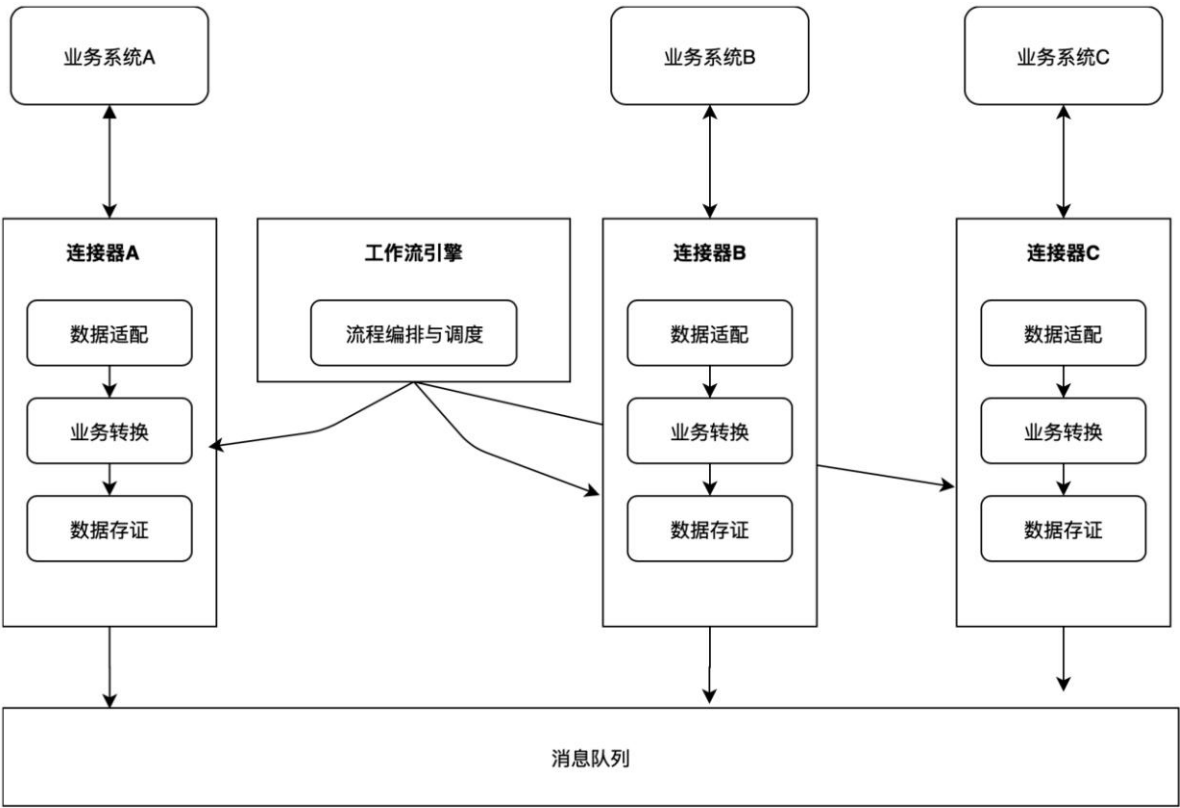 业务系统A
业务系统B
业务系统C
连接器A
工作流引擎
连接器B
连接器C
数据适配
流程编排与调度
数据适配
数据适配
业务转换
业务转换
业务转换
数据存证
数据存证
数据存证
消息队列